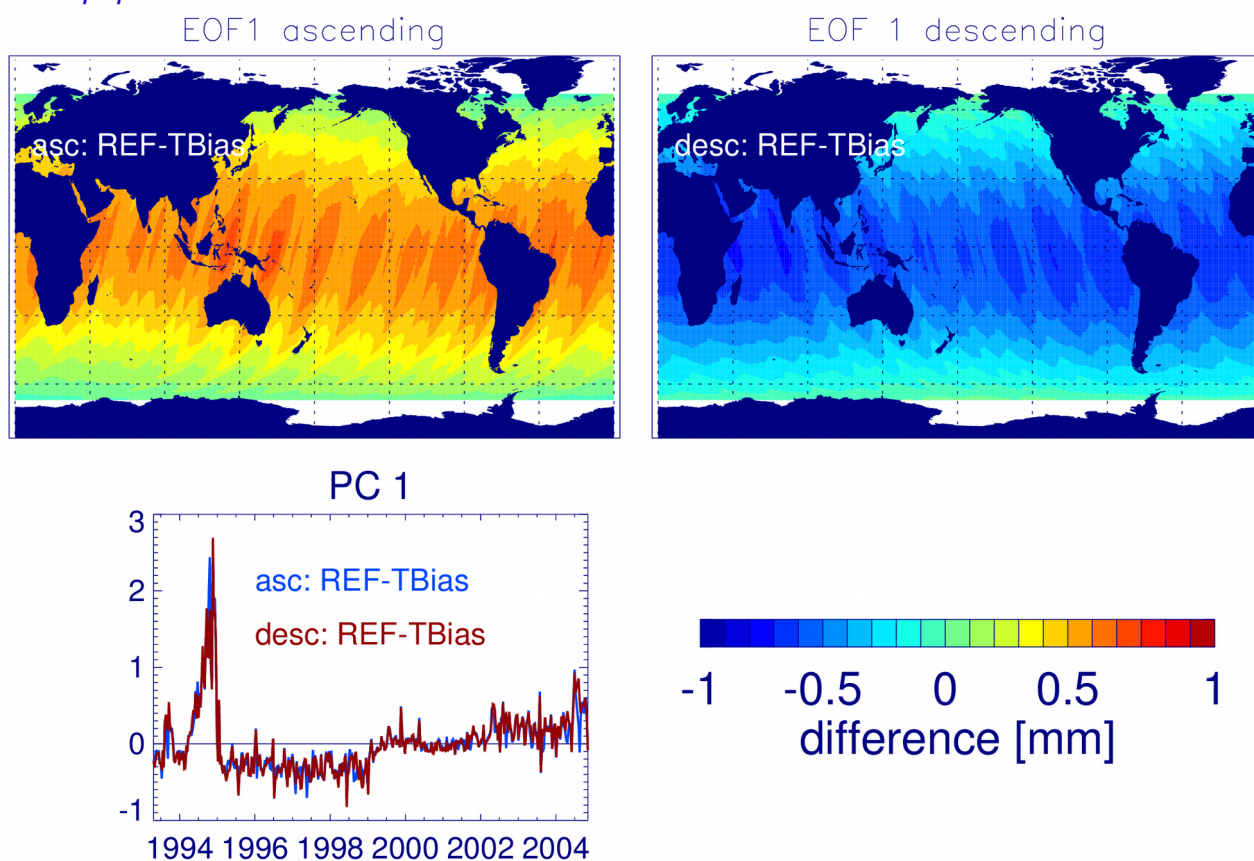 EOF1 ascending
EOF 1 descending
asc: REF-TBias
desc: REF-TBias
PC 1
3
2
1
0
-1
asc: REF-TBias
desc: REF-TBias
1994 1996 1998 2000 2002 2004
-1 -0.5 0 0.5 1
difference [mm]